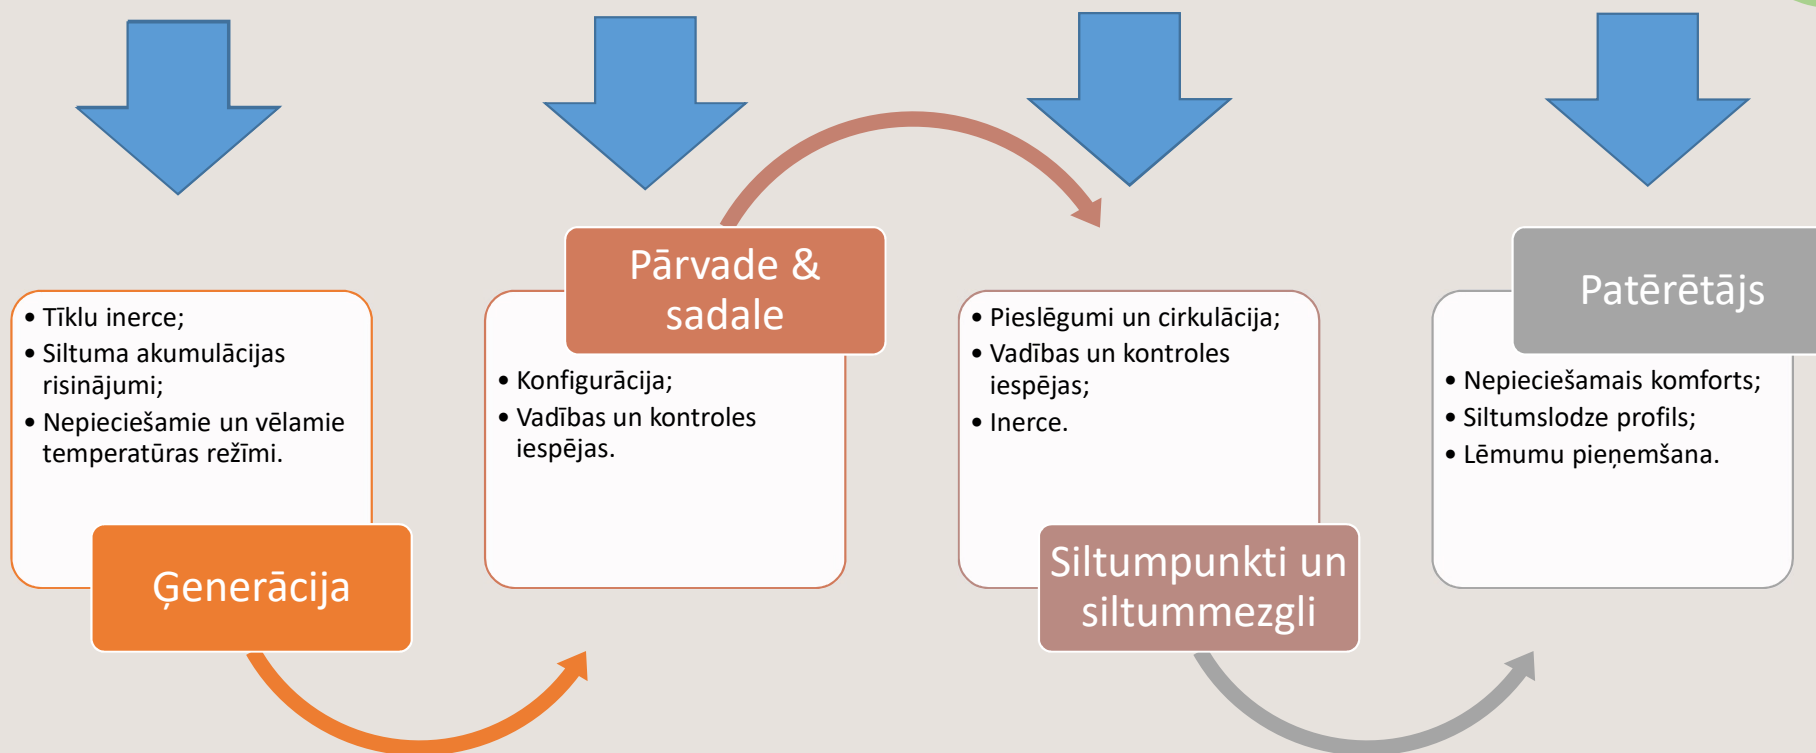 • Tīklu inerce;
• Siltuma akumulācijas
risinājumi;
• Nepieciešamie un vēlamie
temperatūras režīmi.
Ģenerācija
Pārvade &
sadale
• Konfigurācija;
• Vadības un kontroles
iespējas.
• Pieslēgumi un cirkulācija;
• Vadības un kontroles
iespējas;
• Inerce.
Siltumpunkti un
siltummezgli
Patērētājs
• Nepieciešamais komforts;
• Siltumslodze profils;
• Lēmumu pieņemšana.